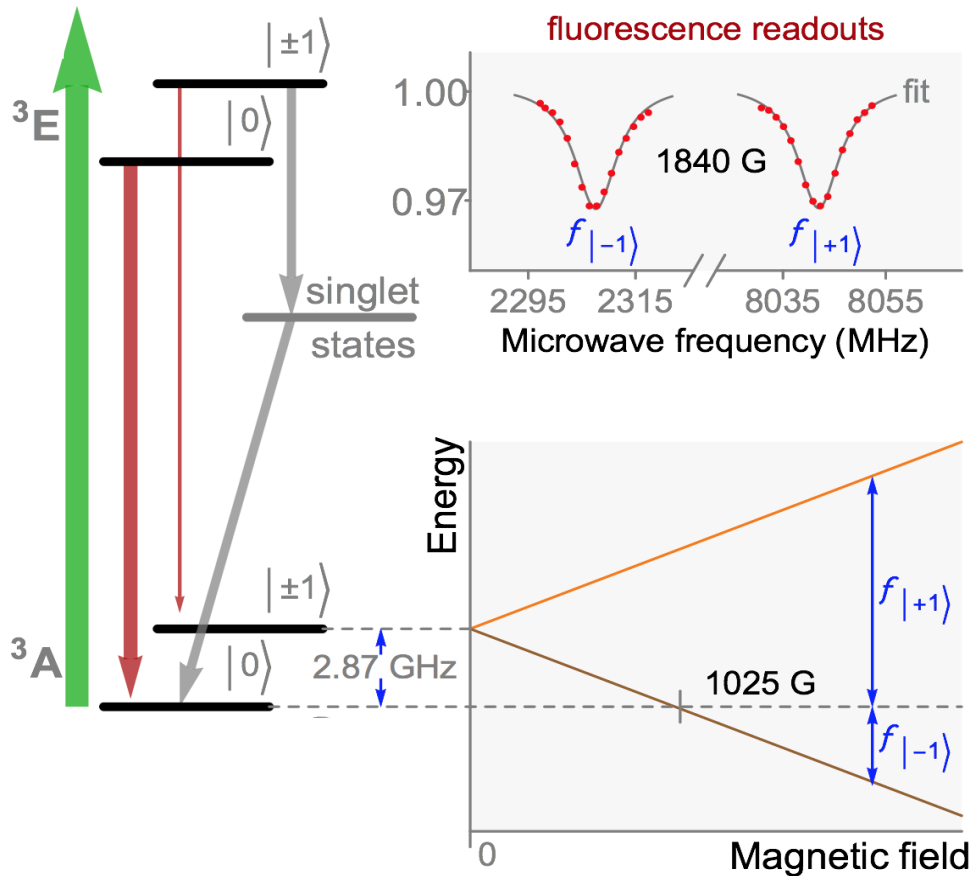 |±1⟩
³E
|0⟩
singlet
states
|±1⟩
³A
|0⟩
2.87 GHz
fluorescence readouts
1.00
fit
1840 G
0.97
f|−1⟩
f|+1⟩
2295
2315
8035
8055
Microwave frequency (MHz)
Energy
f|+1⟩
1025 G
f|−1⟩
0
Magnetic field